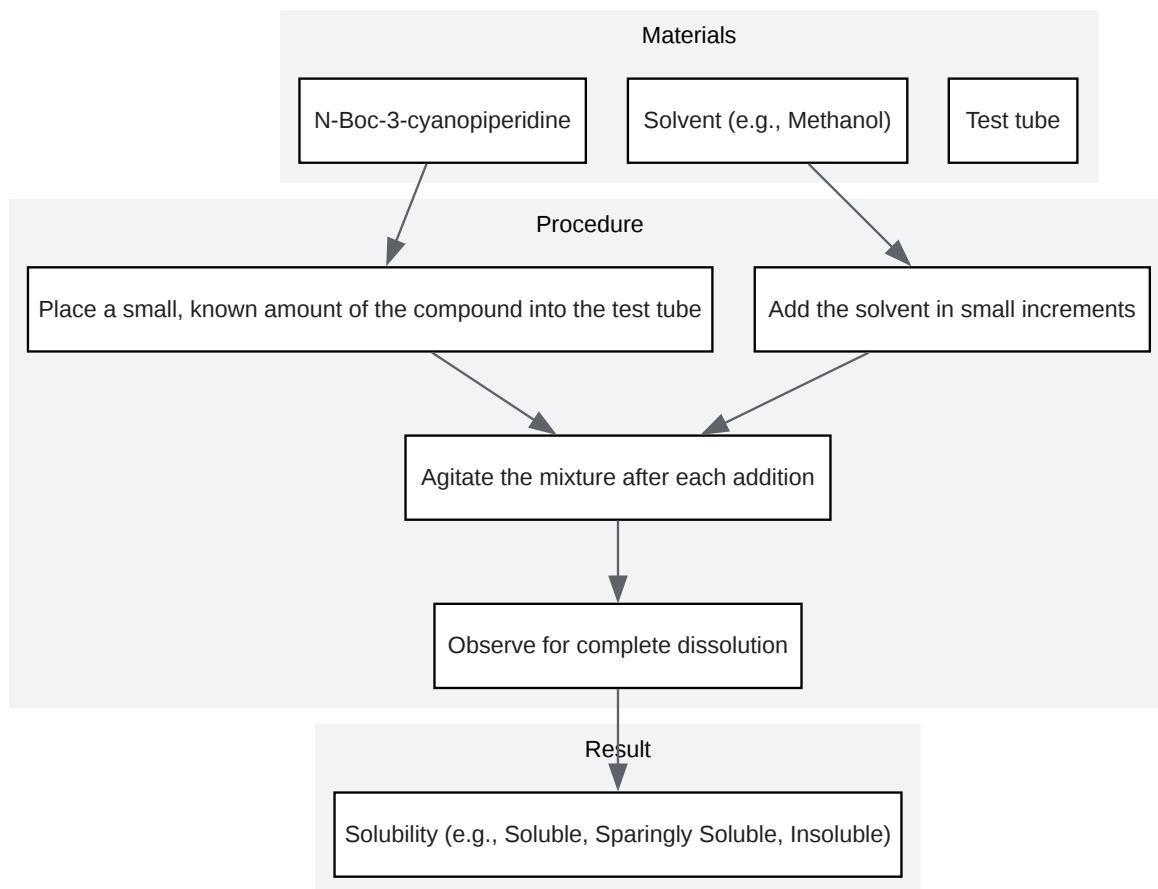 Materials
N-Boc-3-cyanopiperidine
Solvent (e.g., Methanol)
Test tube
Procedure
Place a small, known amount of the compound into the test tube
Add the solvent in small increments
Agitate the mixture after each addition
Observe for complete dissolution
Result
Solubility (e.g., Soluble, Sparingly Soluble, Insoluble)